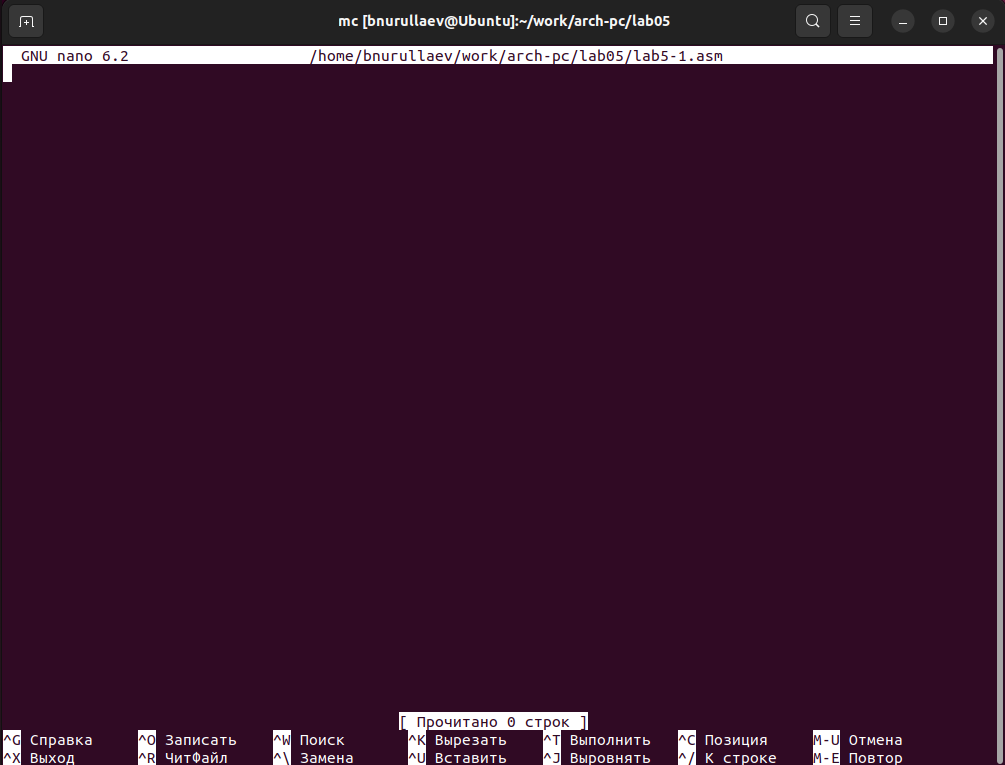 mc [bnurullaev@Ubuntu]:~/work/arch-pc/lab05
GNU nano 6.2 /home/bnurullaev/work/arch-pc/lab05/lab5-1.asm
[ Прочитано 0 строк ]
^G Справка ^O Записать ^W Поиск ^K Вырезать ^T Выполнить ^C Позиция M-U Отмена
^X Выход ^R ЧитФайл ^\ Замена ^U Вставить ^J Выровнять ^/ К строке M-E Повтор